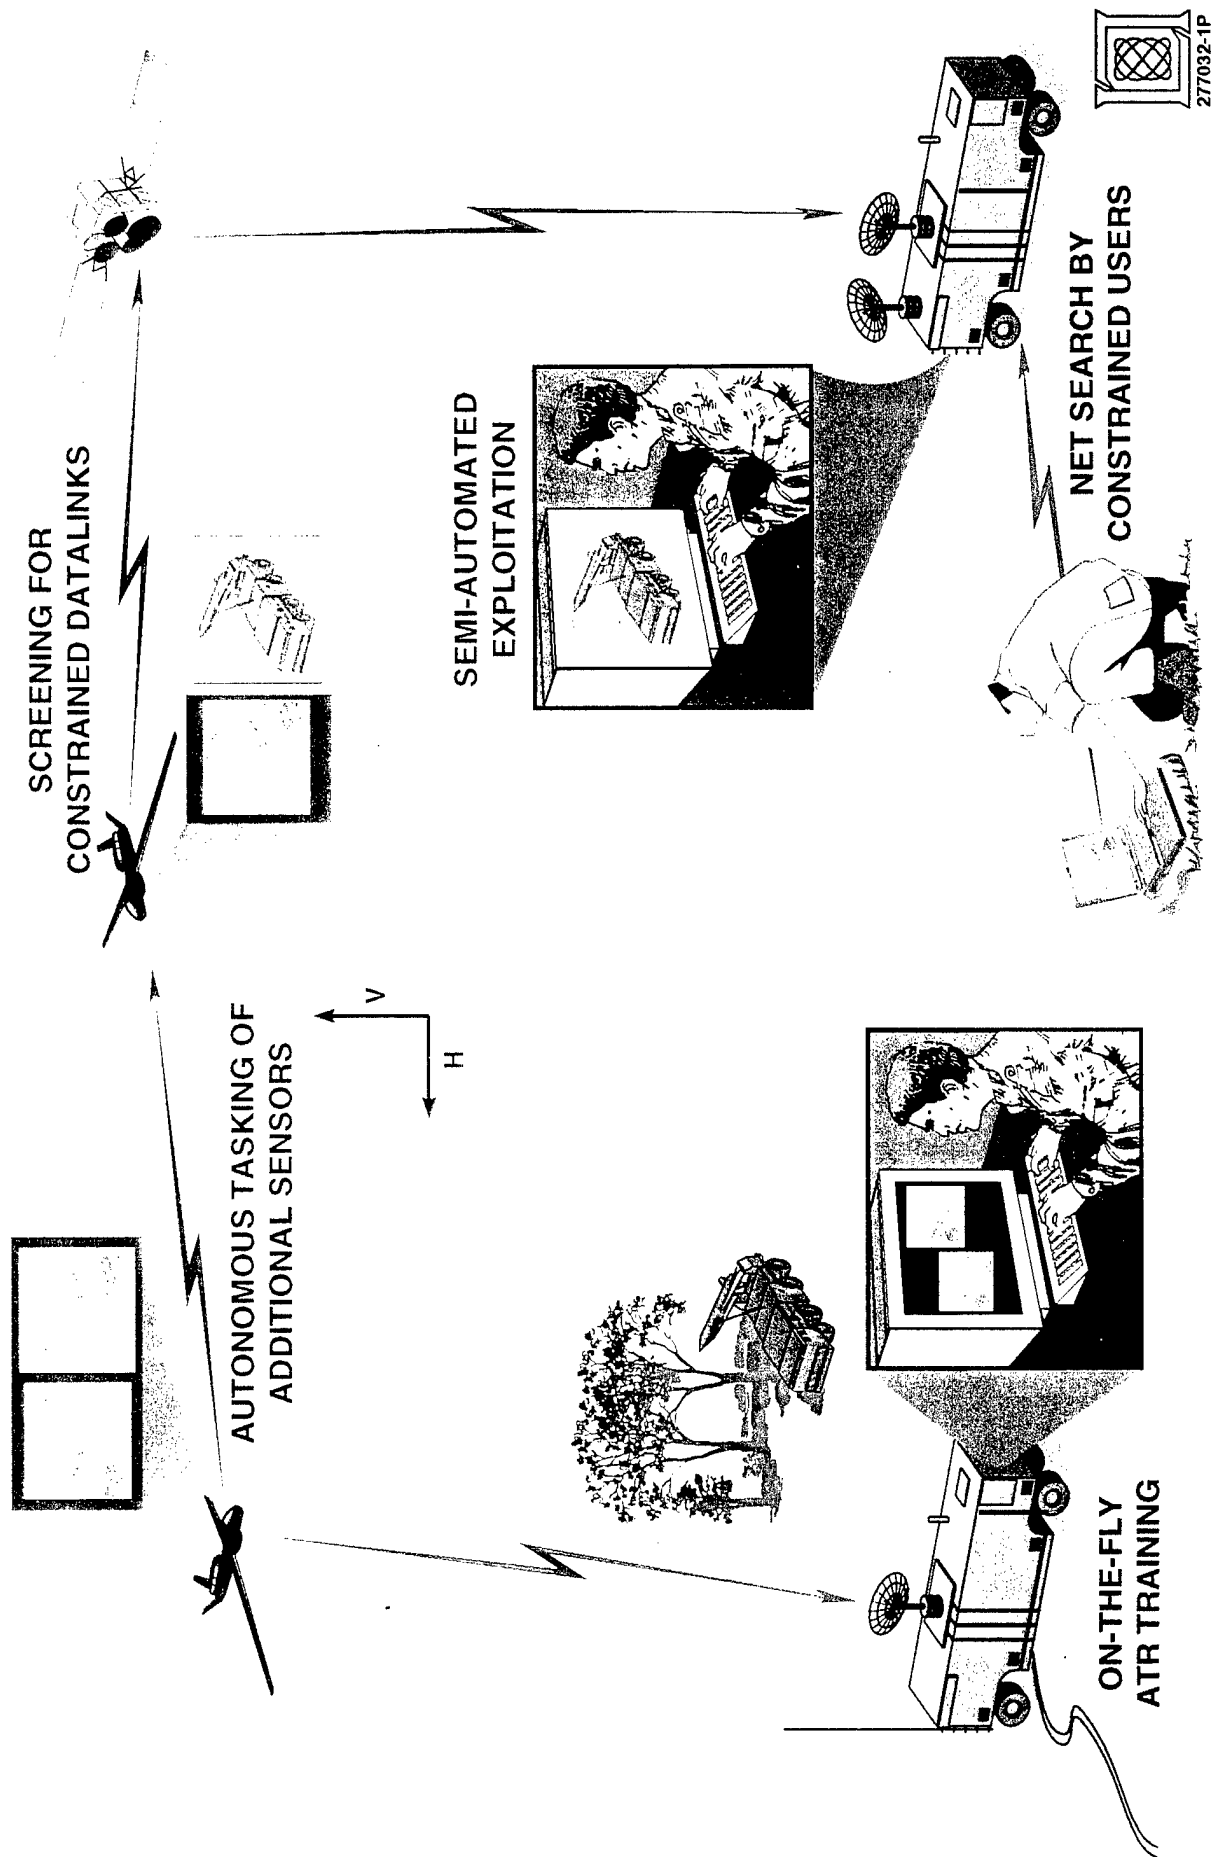 AUTONOMOUS TASKING OF
ADDITIONAL SENSORS
SCREENING FOR
CONSTRAINED DATALINKS
V
H
SEMI-AUTOMATED
EXPLOITATION
ON-THE-FLY
ATR TRAINING
NET SEARCH BY
CONSTRAINED USERS
277032-1P